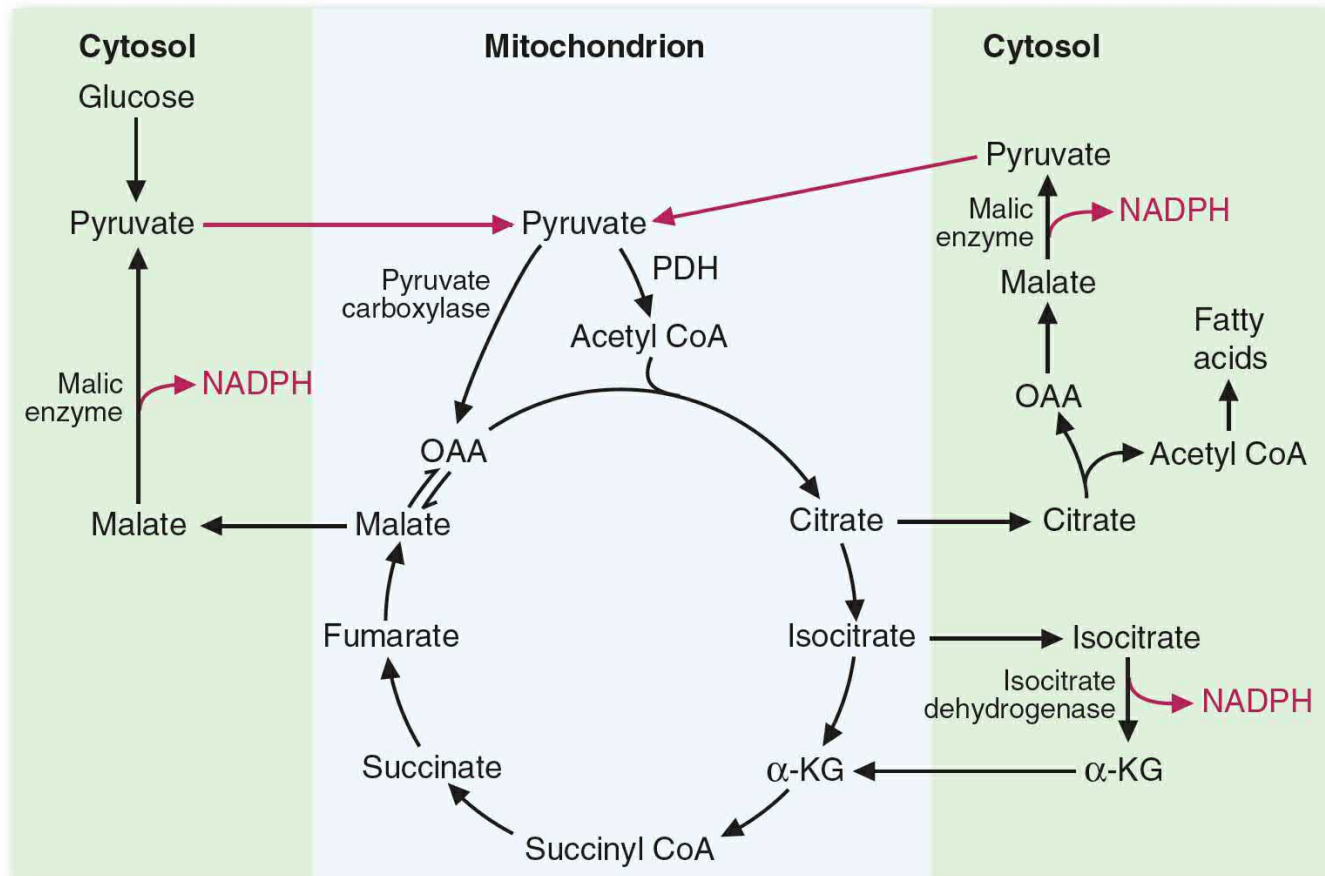 Cytosol
Mitochondrion
Cytosol
Glucose
Pyruvate
Malic
enzyme
NADPH
Malate
Pyruvate
Pyruvate
carboxylase
PDH
Acetyl CoA
OAA
Malate
Citrate
Fumarate
Isocitrate
Succinate
α-KG
Succinyl CoA
Pyruvate
Malic
enzyme
NADPH
Malate
Fatty
acids
OAA
Acetyl CoA
Citrate
Isocitrate
Isocitrate
dehydrogenase
NADPH
α-KG